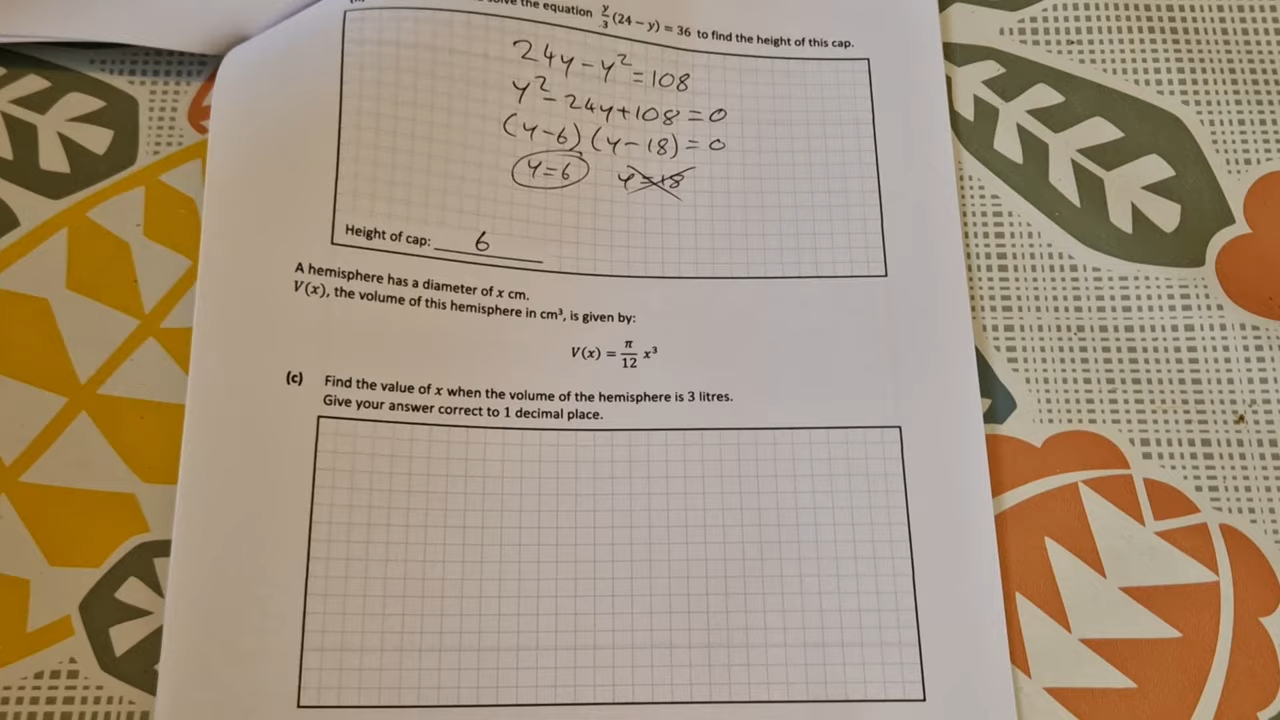 the equation y/3 (24 – y) = 36 to find the height of this cap.
24y – y² = 108
y² – 24y + 108 = 0
(y – 6) (y – 18) = 0
y = 6 y = 18
Height of cap: 6
A hemisphere has a diameter of x cm.
V(x), the volume of this hemisphere in cm³, is given by:
V(x) = π/12 x³
(c) Find the value of x when the volume of the hemisphere is 3 litres.
Give your answer correct to 1 decimal place.